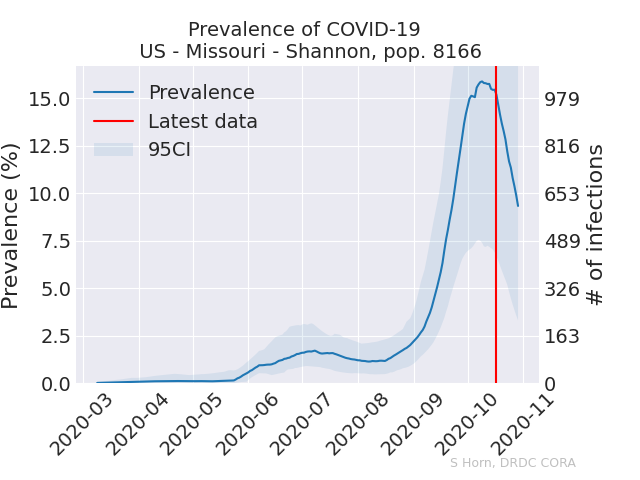 Prevalence of COVID-19
US - Missouri - Shannon, pop. 8166
Prevalence
Latest data
95CI
Prevalence (%)
15.0
12.5
10.0
7.5
5.0
2.5
0.0
979
816
653
489
326
163
0
# of infections
2020-03
2020-04
2020-05
2020-06
2020-07
2020-08
2020-09
2020-10
2020-11
S Horn, DRDC CORA